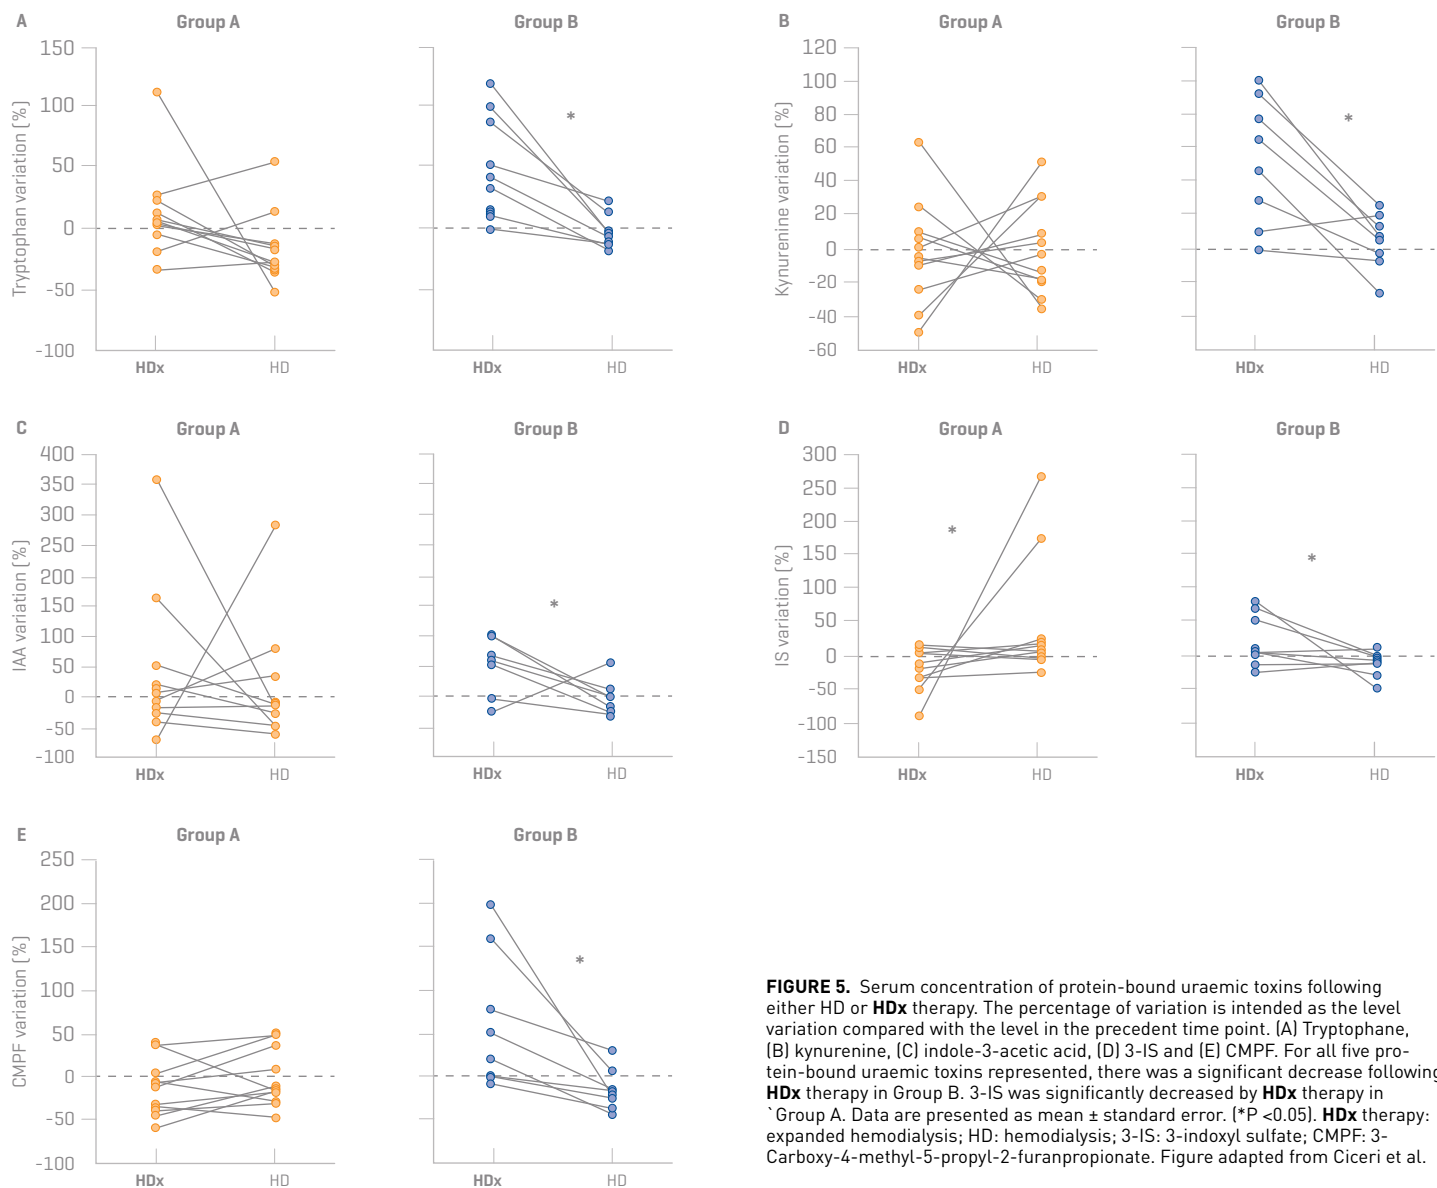 A
Group A
Group B
Tryptophan variation [%]
150
100
50
0
-50
-100
HDx
HD
*
HDx
HD
B
Group A
Group B
Kynurenine variation [%]
120
100
80
60
40
20
0
-20
-40
-60
HDx
HD
*
HDx
HD
C
Group A
Group B
IAA variation [%]
400
350
300
250
200
150
100
50
0
-50
-100
HDx
HD
*
HDx
HD
D
Group A
Group B
IS variation [%]
300
250
200
150
100
50
0
-50
-100
-150
*
HDx
HD
*
HDx
HD
E
Group A
Group B
CMPF variation [%]
250
200
150
100
50
0
-50
-100
HDx
HD
*
HDx
HD
FIGURE 5. Serum concentration of protein-bound uraemic toxins following
either HD or HDx therapy. The percentage of variation is intended as the level
variation compared with the level in the precedent time point. (A) Tryptophane,
(B) kynurenine, (C) indole-3-acetic acid, (D) 3-IS and (E) CMPF. For all five pro-
tein-bound uraemic toxins represented, there was a significant decrease following
HDx therapy in Group B. 3-IS was significantly decreased by HDx therapy in
`Group A. Data are presented as mean ± standard error. (*P <0.05). HDx therapy:
expanded hemodialysis; HD: hemodialysis; 3-IS: 3-indoxyl sulfate; CMPF: 3-
Carboxy-4-methyl-5-propyl-2-furanpropionate. Figure adapted from Ciceri et al.